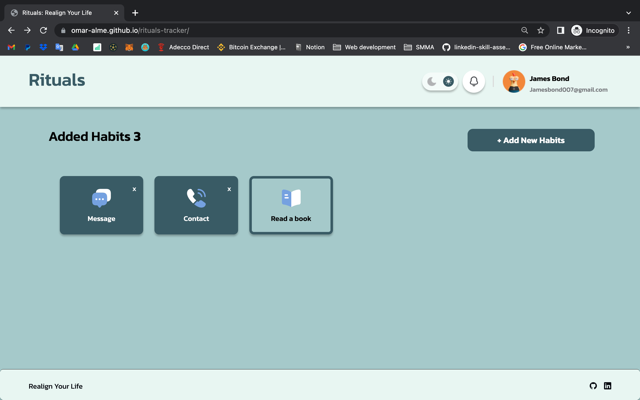 Rituals: Realign Your Life
omar-alme.github.io/rituals-tracker/
Incognito
Adecco Direct
Bitcoin Exchange |...
Notion
Web development
SMMA
linkedin-skill-asse...
Free Online Marke...
»
Rituals
James Bond
Jamesbond007@gmail.com
Added Habits 3
+ Add New Habits
x
Message
x
Contact
Read a book
Realign Your Life